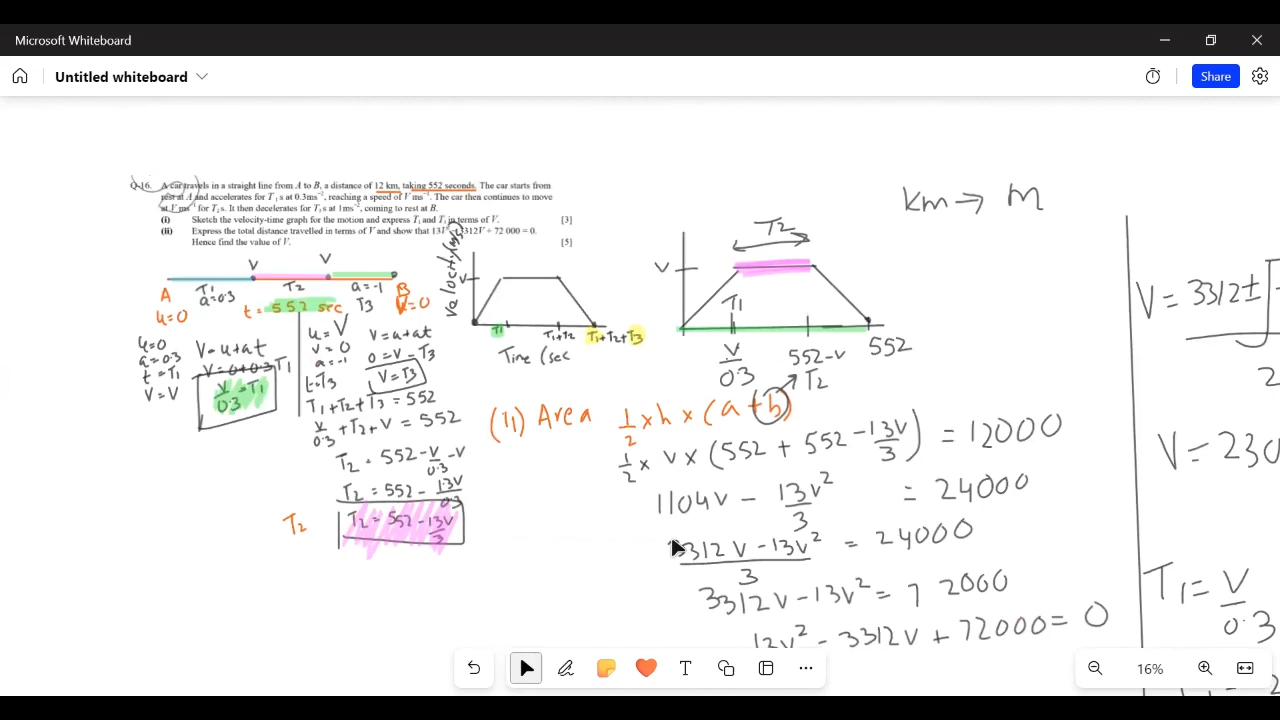 Microsoft Whiteboard
Untitled whiteboard
Share
Q-16. A car travels in a straight line from A to B, a distance of 12 km, taking 552 seconds. The car starts from
rest at A and accelerates for T₁ s at 0.3ms⁻², reaching a speed of V ms⁻¹. The car then continues to move
at V ms⁻¹ for T₂ s. It then decelerates for T₃ s at 1ms⁻², coming to rest at B.
(i) Sketch the velocity-time graph for the motion and express T₁ and T₃ in terms of V. [3]
(ii) Express the total distance travelled in terms of V and show that 13V² 3312V + 72 000 = 0.
Hence find the value of V. [5]
V V
A T₁ T₂ a=-1 B
a=0.3 T3
u=0 t = 552 sec u=0
u=0
a=0.3
t=T₁
V=V
V=u+at
V=0+0.3T₁
V/0.3 = T₁
u=V
v=0
a=-1
t=T3
V=u+at
0=V-T3
V=T3
T₁+T2+T3 = 552
V/0.3 +T2+V = 552
T2 = 552-V/0.3-V
T2 = 552-13V/0.3
T2 T2 = 552-13V/3
Velocity
V
T1 T1+T2 T1+T2+T3
Time (sec
T2
V
T1
V/0.3 552-v 552
T2
Km → m
(ii) Area 1/2 × h × (a+b)
1/2 × V × (552 + 552 - 13V/3) = 12000
1104V - 13V²/3 = 24000
3312V-13V²/3 = 24000
3312V-13V² = 72000
- 3312V + 72000 = 0
V= 3312±
2
V= 230
T₁= V/0.3
16%